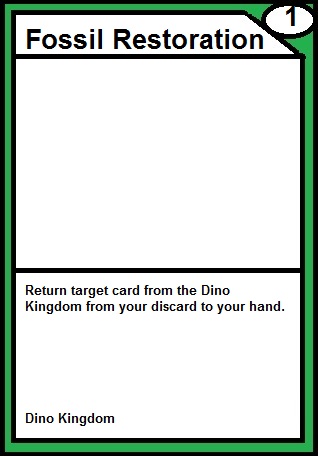 1
Fossil Restoration
Return target card from the Dino
Kingdom from your discard to your hand.
Dino Kingdom